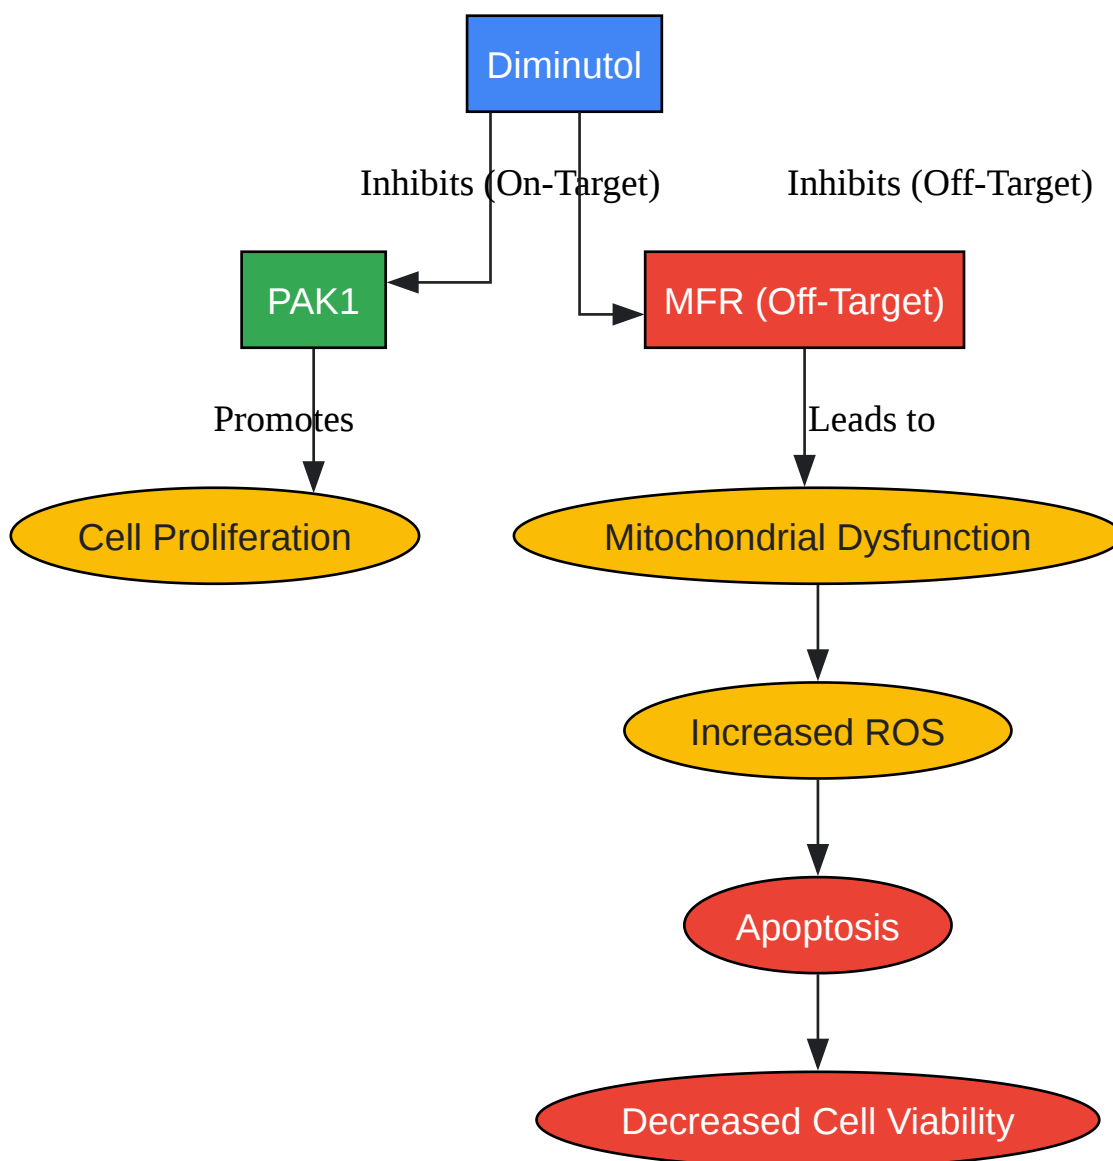 Diminutol
Inhibits (On-Target)
Inhibits (Off-Target)
PAK1
MFR (Off-Target)
Promotes
Leads to
Cell Proliferation
Mitochondrial Dysfunction
Increased ROS
Apoptosis
Decreased Cell Viability